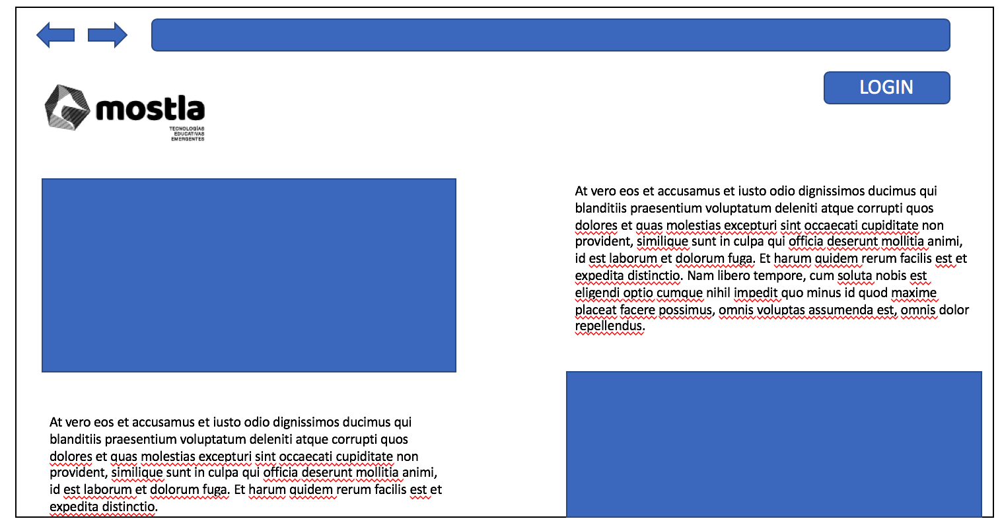 LOGIN
mostla
TECNOLOGÍAS
EDUCATIVAS
EMERGENTES
At vero eos et accusamus et iusto odio dignissimos ducimus qui
blanditiis praesentium voluptatum deleniti atque corrupti quos
dolores et quas molestias excepturi sint occaecati cupiditate non
provident, similique sunt in culpa qui officia deserunt mollitia animi,
id est laborum et dolorum fuga. Et harum quidem rerum facilis est et
expedita distinctio. Nam libero tempore, cum soluta nobis est
eligendi optio cumque nihil impedit quo minus id quod maxime
placeat facere possimus, omnis voluptas assumenda est, omnis dolor
repellendus.
At vero eos et accusamus et iusto odio dignissimos ducimus qui
blanditiis praesentium voluptatum deleniti atque corrupti quos
dolores et quas molestias excepturi sint occaecati cupiditate non
provident, similique sunt in culpa qui officia deserunt mollitia animi,
id est laborum et dolorum fuga. Et harum quidem rerum facilis est et
expedita distinctio.